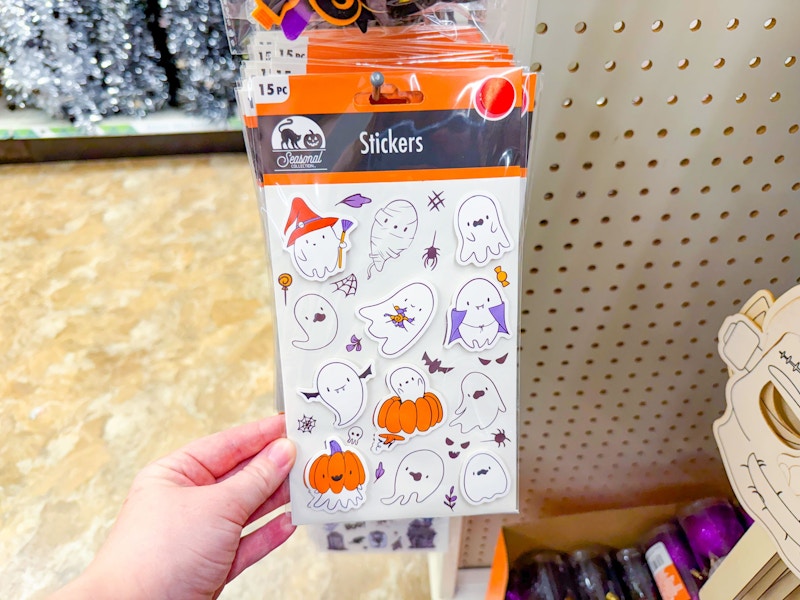 15 PC
15 PC
Stickers
Seasonal
COLLECTION